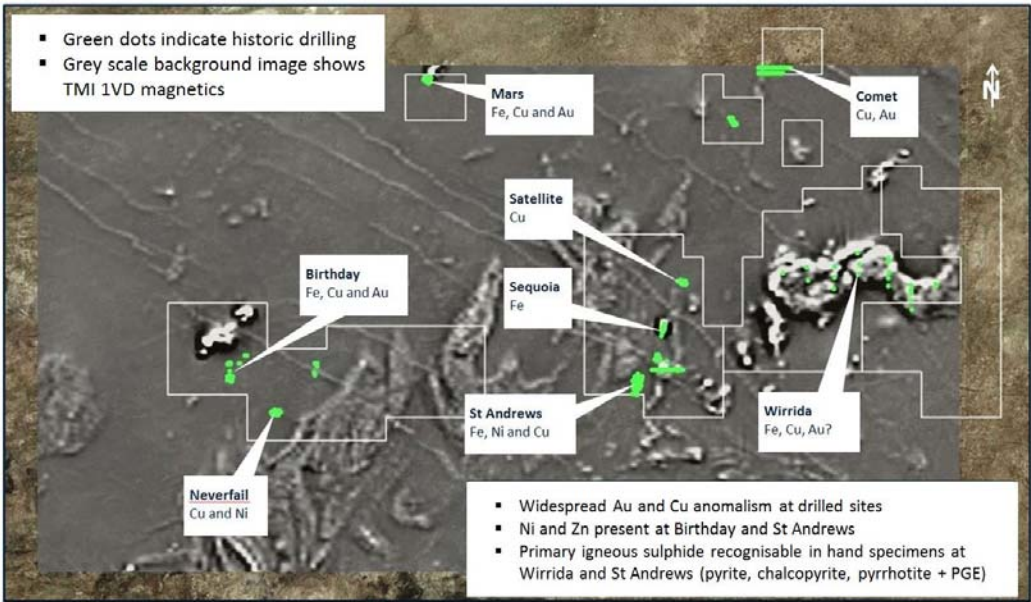 ▪ Green dots indicate historic drilling
▪ Grey scale background image shows
TMI 1VD magnetics
Mars
Fe, Cu and Au
Comet
Cu, Au
N
Satellite
Cu
Birthday
Fe, Cu and Au
Sequoia
Fe
St Andrews
Fe, Ni and Cu
Wirrida
Fe, Cu, Au?
Neverfail
Cu and Ni
▪ Widespread Au and Cu anomalism at drilled sites
▪ Ni and Zn present at Birthday and St Andrews
▪ Primary igneous sulphide recognisable in hand specimens at
Wirrida and St Andrews (pyrite, chalcopyrite, pyrrhotite + PGE)